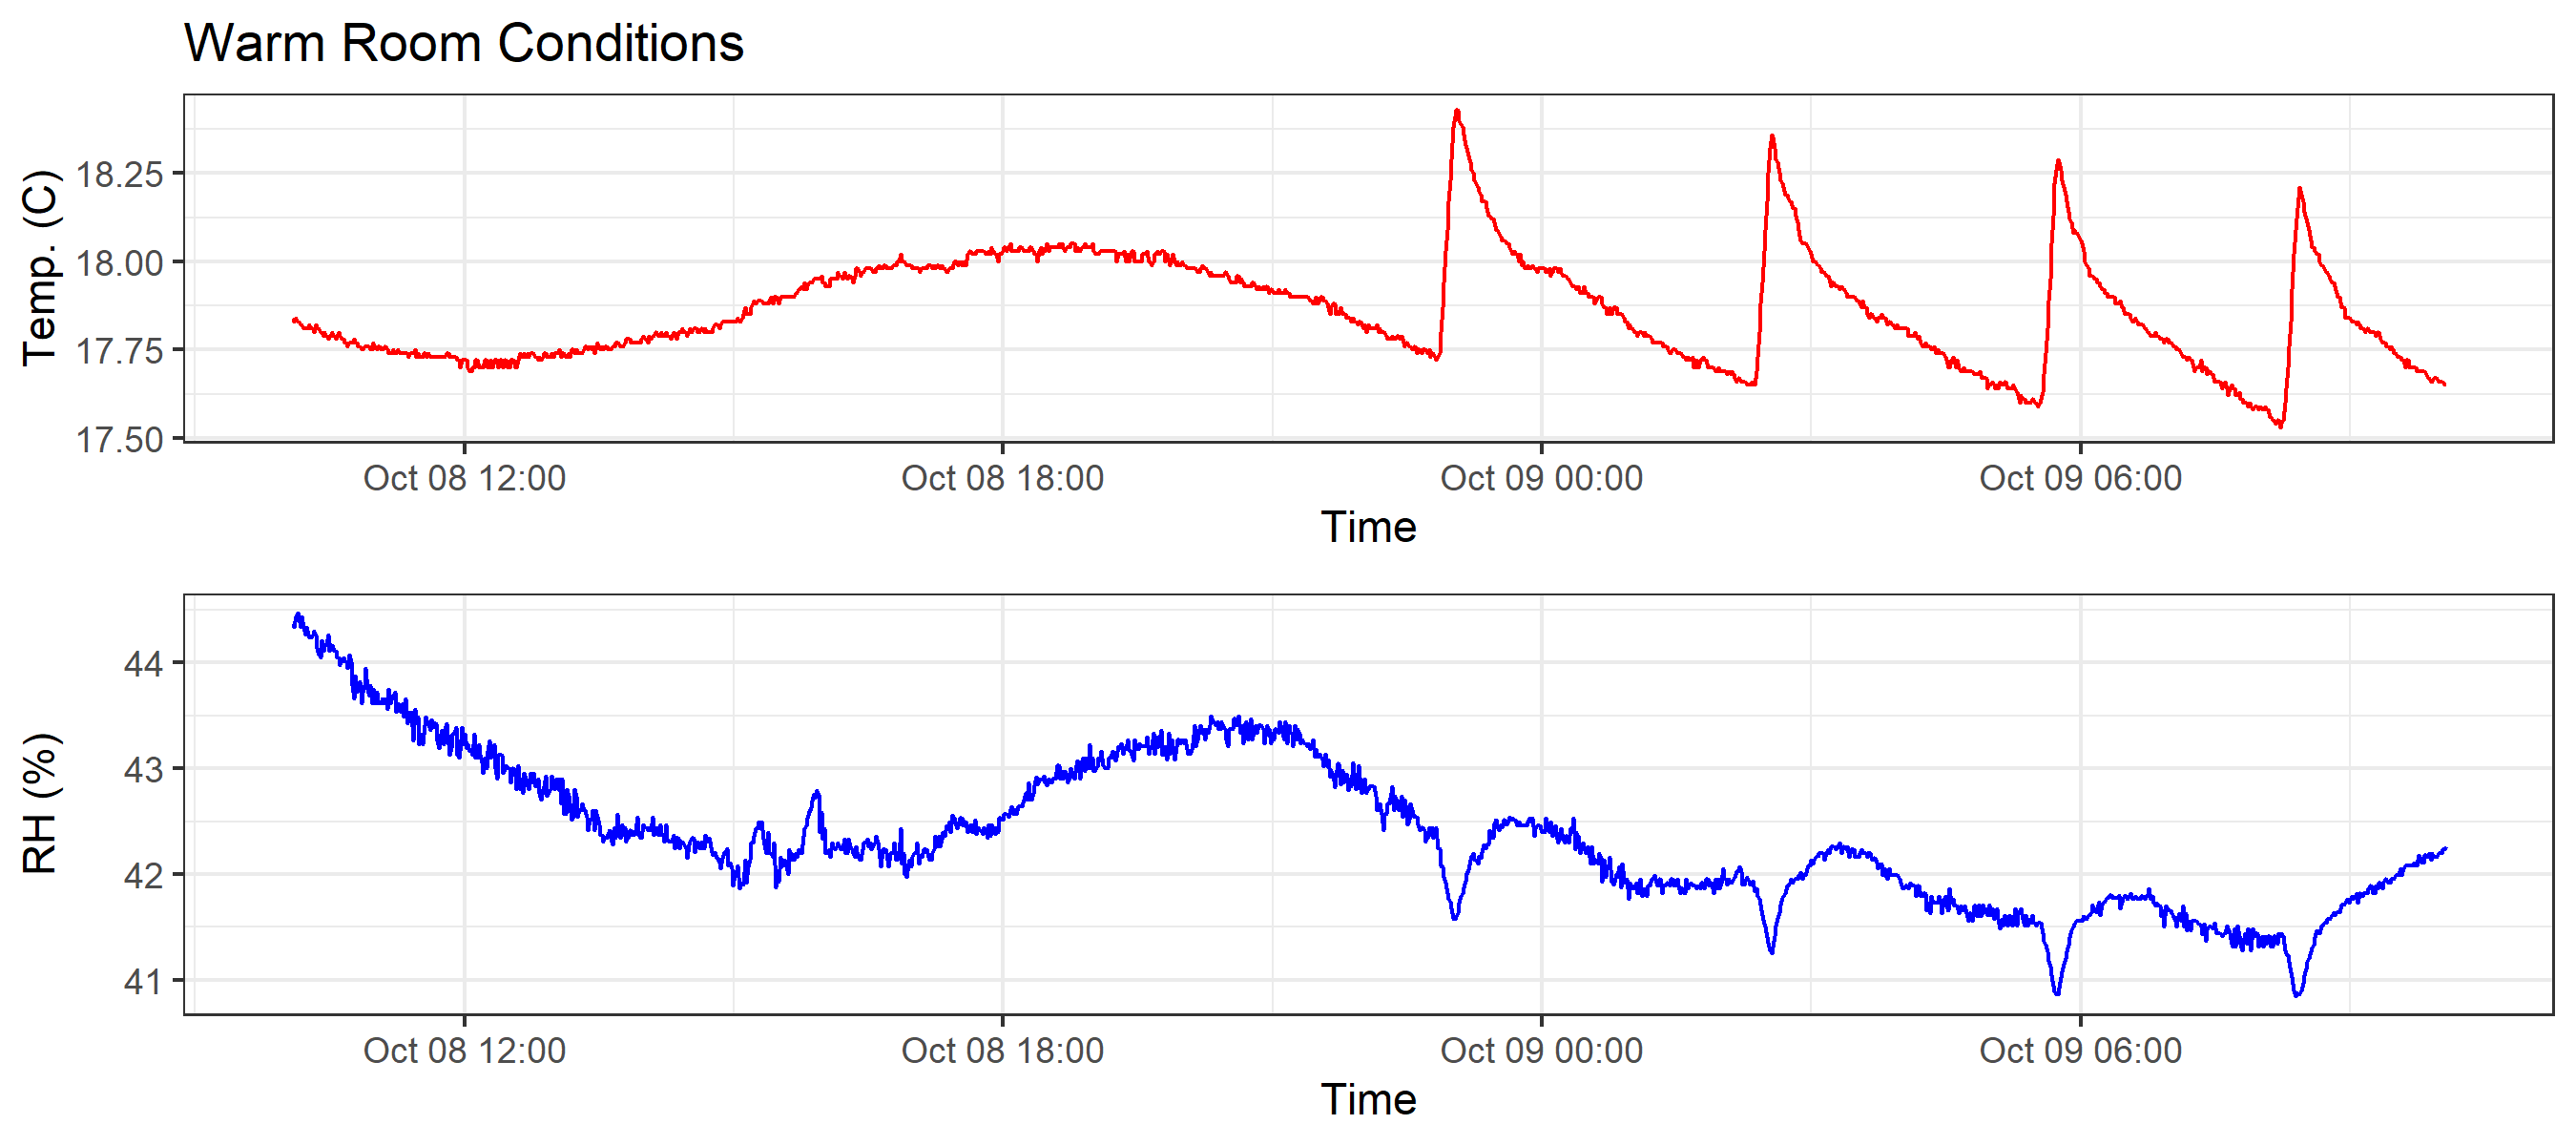 Warm Room Conditions
Temp. (C)
18.25
18.00
17.75
17.50
Oct 08 12:00 Oct 08 18:00 Oct 09 00:00 Oct 09 06:00
Time
RH (%)
44
43
42
41
Oct 08 12:00 Oct 08 18:00 Oct 09 00:00 Oct 09 06:00
Time